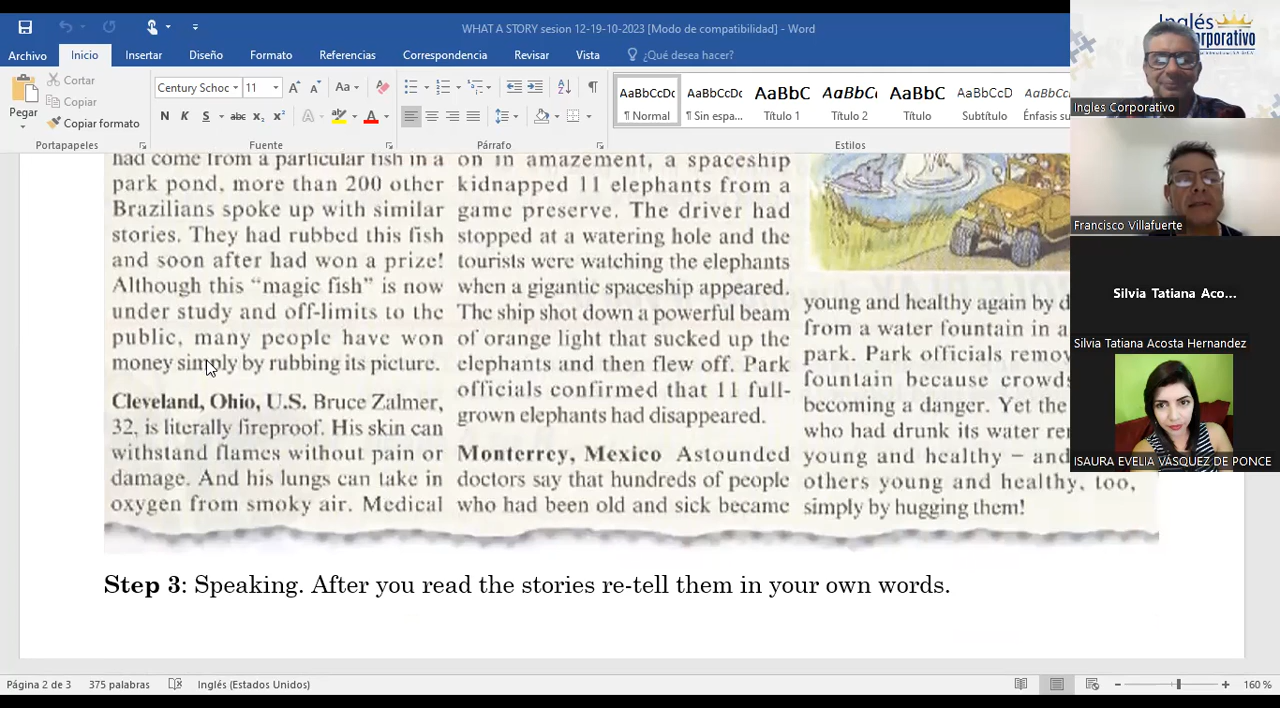 WHAT A STORY sesion 12-19-10-2023 [Modo de compatibilidad] - Word
Archivo
Inicio
Insertar
Diseño
Formato
Referencias
Correspondencia
Revisar
Vista
¿Qué desea hacer?
Pegar
Cortar
Copiar
Copiar formato
Portapapeles
Century Schoc
11
Aa
N K S abc x₂ x²
Fuente
Párrafo
AaBbCcDc
¶ Normal
AaBbCcDc
¶ Sin espa...
AaBbC
Título 1
AaBbC
Título 2
AaBbC
Título
AaBbCcD
Subtítulo
AaBbCc
Énfasis su
Estilos
had come from a particular fish in a
park pond, more than 200 other
Brazilians spoke up with similar
stories. They had rubbed his fish
and soon after had won a prize!
Although this “magic fish” is now
under study and off-limits to the
public, many people have won
money simply by rubbing its picture.
Cleveland, Ohio, U.S. Bruce Zalmer,
32, is literally fireproof. His skin can
withstand flames without pain or
damage. And his lungs can take in
oxygen from smoky air. Medical
on in amazement, a spaceship
kidnapped 11 elephants from a
game preserve. The driver had
stopped at a watering hole and the
tourists were watching the elephants
when a gigantic spaceship appeared.
The ship shot down a powerful beam
of orange light that sucked up the
elephants and then flew off. Park
officials confirmed that 11 full-
grown elephants had disappeared.
Monterrey, Mexico Astounded
doctors say that hundreds of people
who had been old and sick became
young and healthy again by d
from a water fountain in a
park. Park officials remov
fountain because crowds
becoming a danger. Yet the
who had drunk its water rem
young and healthy – and
others young and healthy, too,
simply by hugging them!
Step 3: Speaking. After you read the stories re-tell them in your own words.
Página 2 de 3
375 palabras
Inglés (Estados Unidos)
160 %
Inglés
Corporativo
Ingles Corporativo
Francisco Villafuerte
Silvia Tatiana Aco...
Silvia Tatiana Acosta Hernandez
ISAURA EVELIA VÁSQUEZ DE PONCE